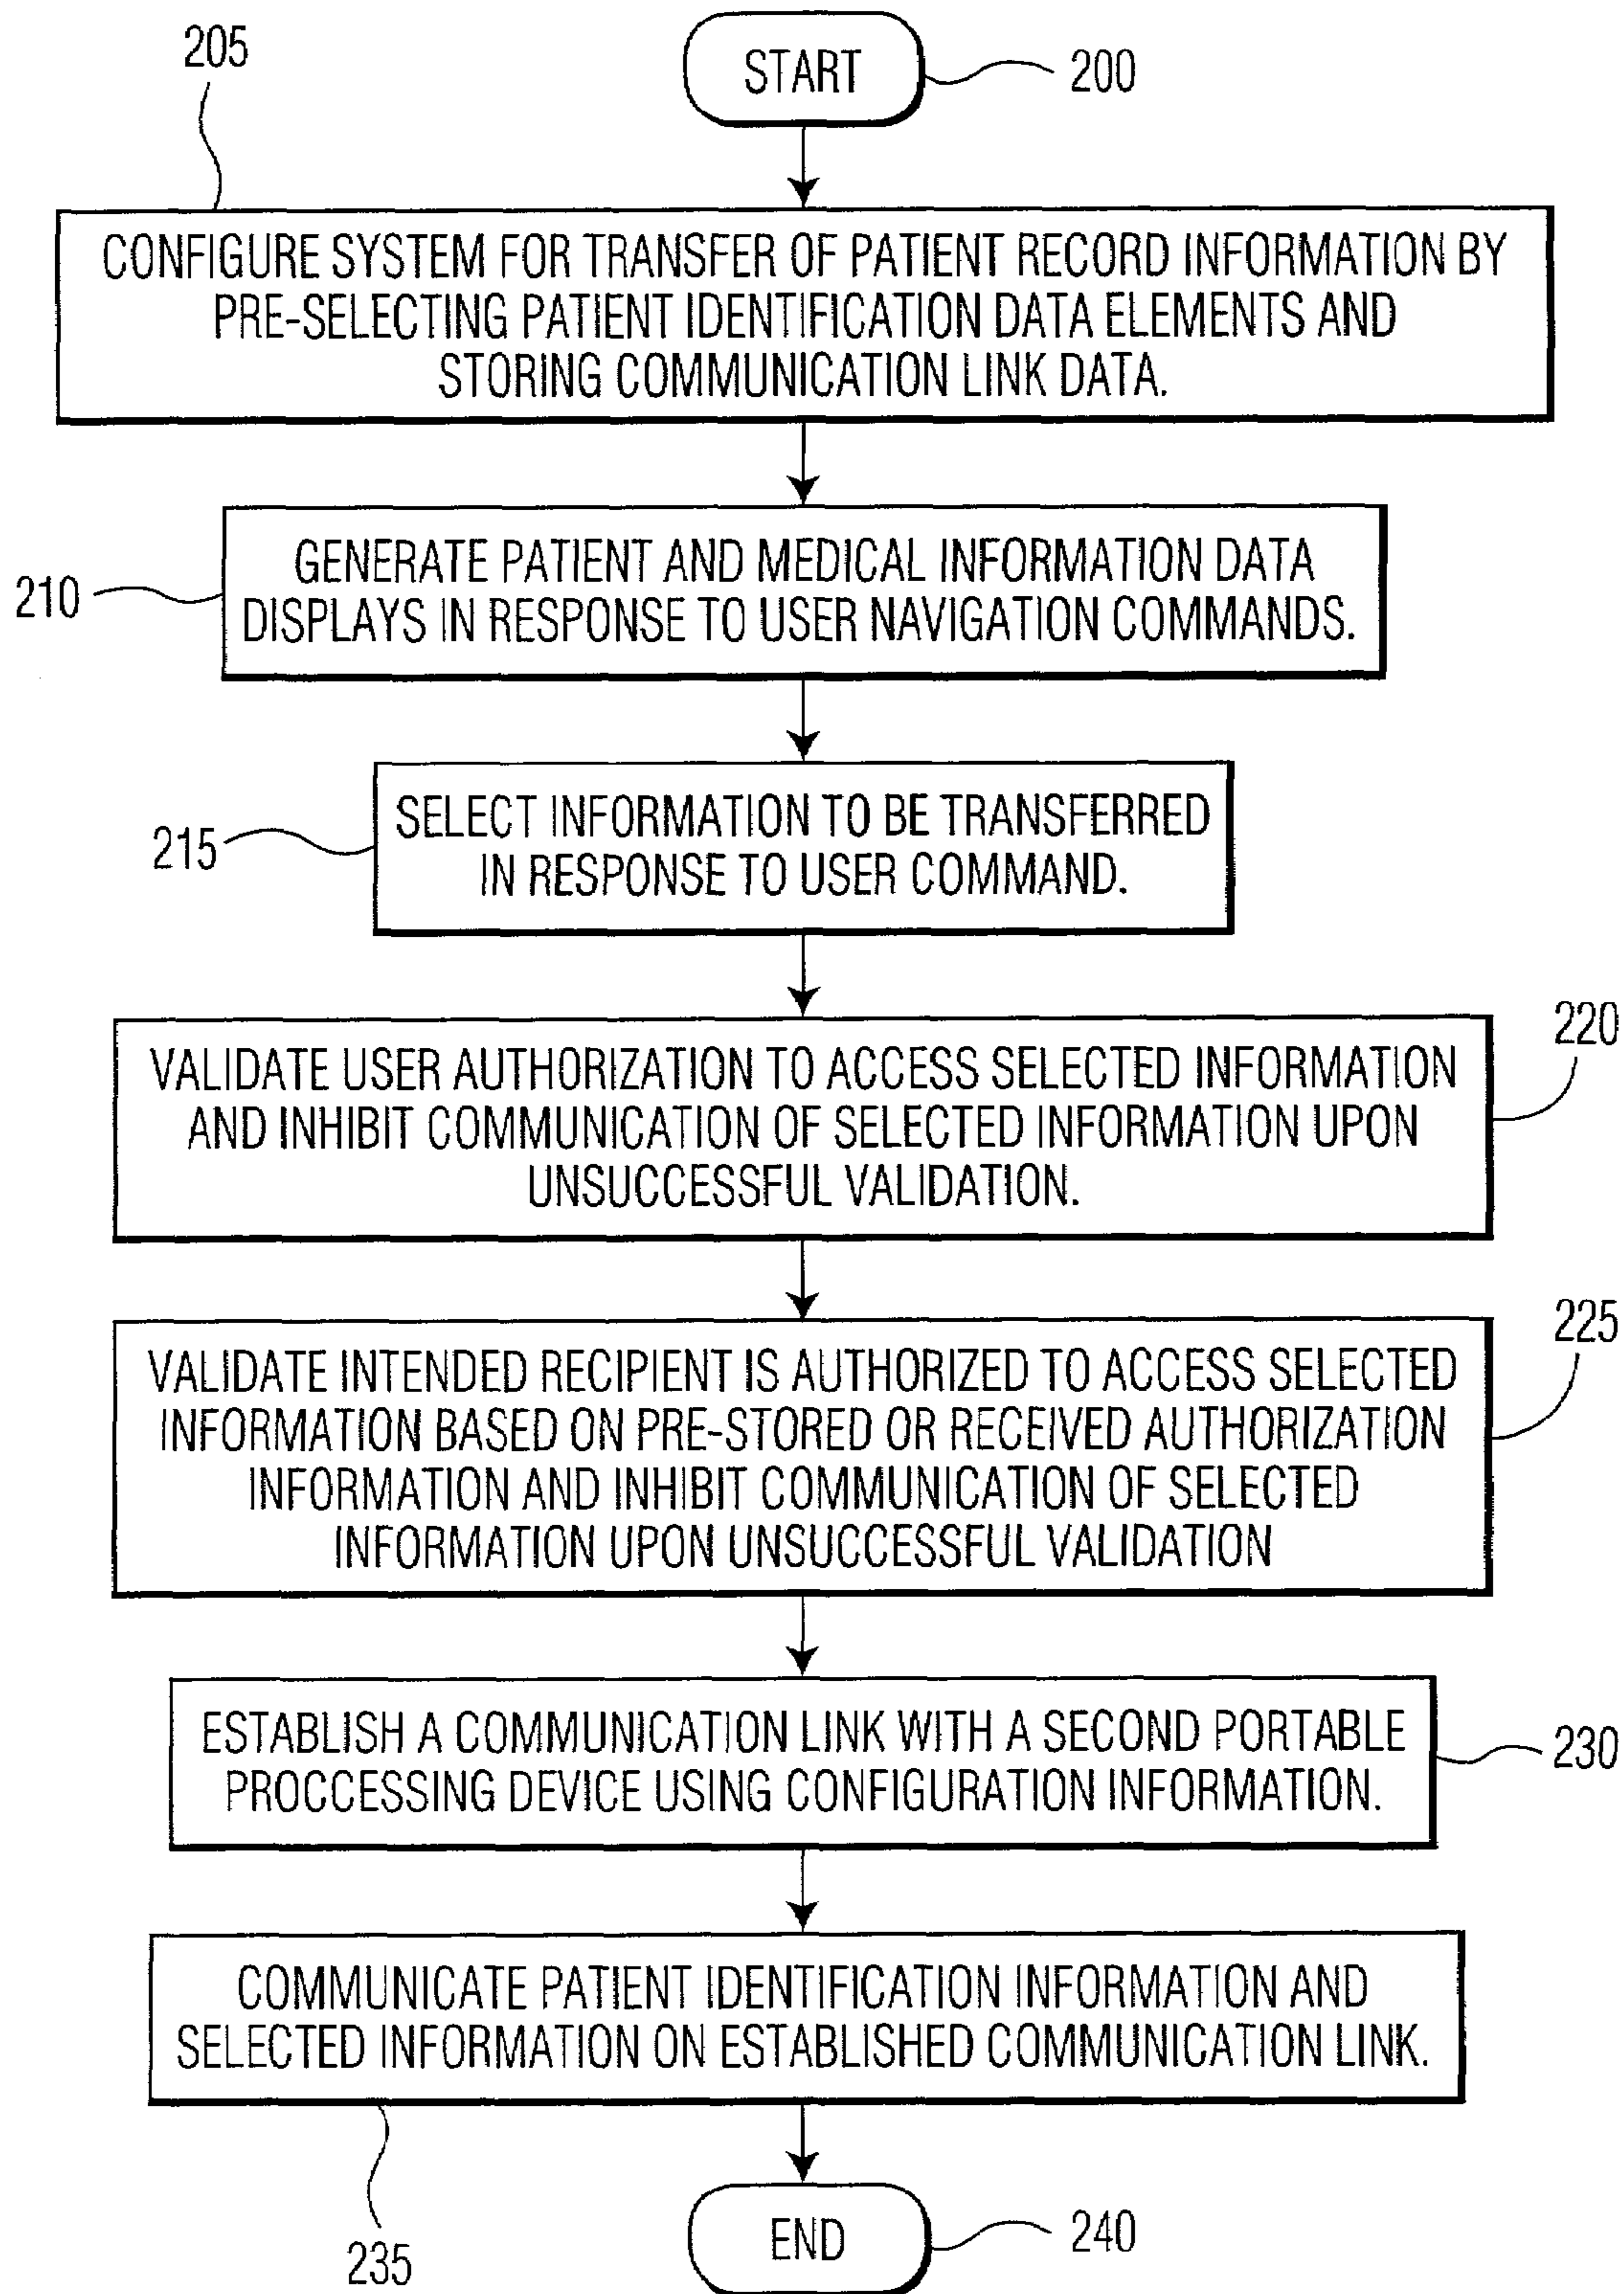 START
200
205
CONFIGURE SYSTEM FOR TRANSFER OF PATIENT RECORD INFORMATION BY
PRE-SELECTING PATIENT IDENTIFICATION DATA ELEMENTS AND
STORING COMMUNICATION LINK DATA.
210
GENERATE PATIENT AND MEDICAL INFORMATION DATA
DISPLAYS IN RESPONSE TO USER NAVIGATION COMMANDS.
215
SELECT INFORMATION TO BE TRANSFERRED
IN RESPONSE TO USER COMMAND.
220
VALIDATE USER AUTHORIZATION TO ACCESS SELECTED INFORMATION
AND INHIBIT COMMUNICATION OF SELECTED INFORMATION UPON
UNSUCCESSFUL VALIDATION.
225
VALIDATE INTENDED RECIPIENT IS AUTHORIZED TO ACCESS SELECTED
INFORMATION BASED ON PRE-STORED OR RECEIVED AUTHORIZATION
INFORMATION AND INHIBIT COMMUNICATION OF SELECTED
INFORMATION UPON UNSUCCESSFUL VALIDATION
ESTABLISH A COMMUNICATION LINK WITH A SECOND PORTABLE
PROCCESSING DEVICE USING CONFIGURATION INFORMATION.
230
COMMUNICATE PATIENT IDENTIFICATION INFORMATION AND
SELECTED INFORMATION ON ESTABLISHED COMMUNICATION LINK.
235
END
240